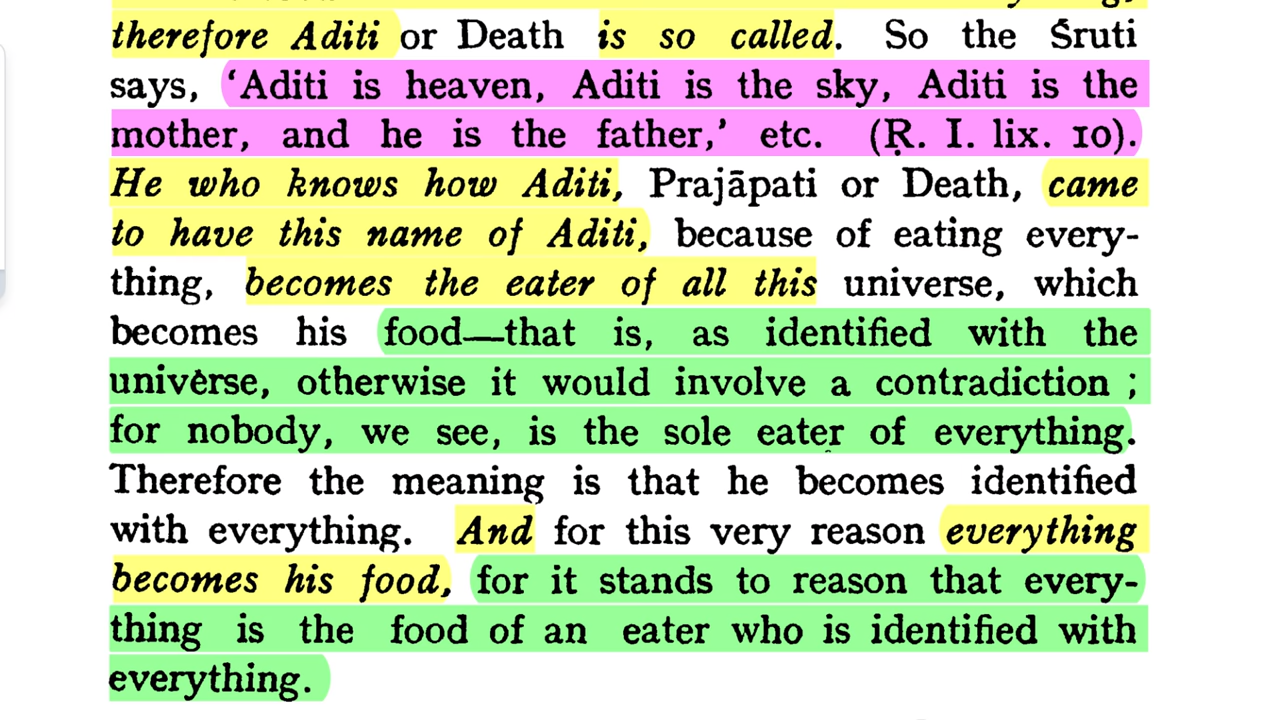 therefore Aditi or Death is so called. So the Śruti
says, ‘Aditi is heaven, Aditi is the sky, Aditi is the
mother, and he is the father,’ etc. (Ṛ. I. lix. 10).
He who knows how Aditi, Prajāpati or Death, came
to have this name of Aditi, because of eating every-
thing, becomes the eater of all this universe, which
becomes his food—that is, as identified with the
universe, otherwise it would involve a contradiction ;
for nobody, we see, is the sole eater of everything.
Therefore the meaning is that he becomes identified
with everything. And for this very reason everything
becomes his food, for it stands to reason that every-
thing is the food of an eater who is identified with
everything.